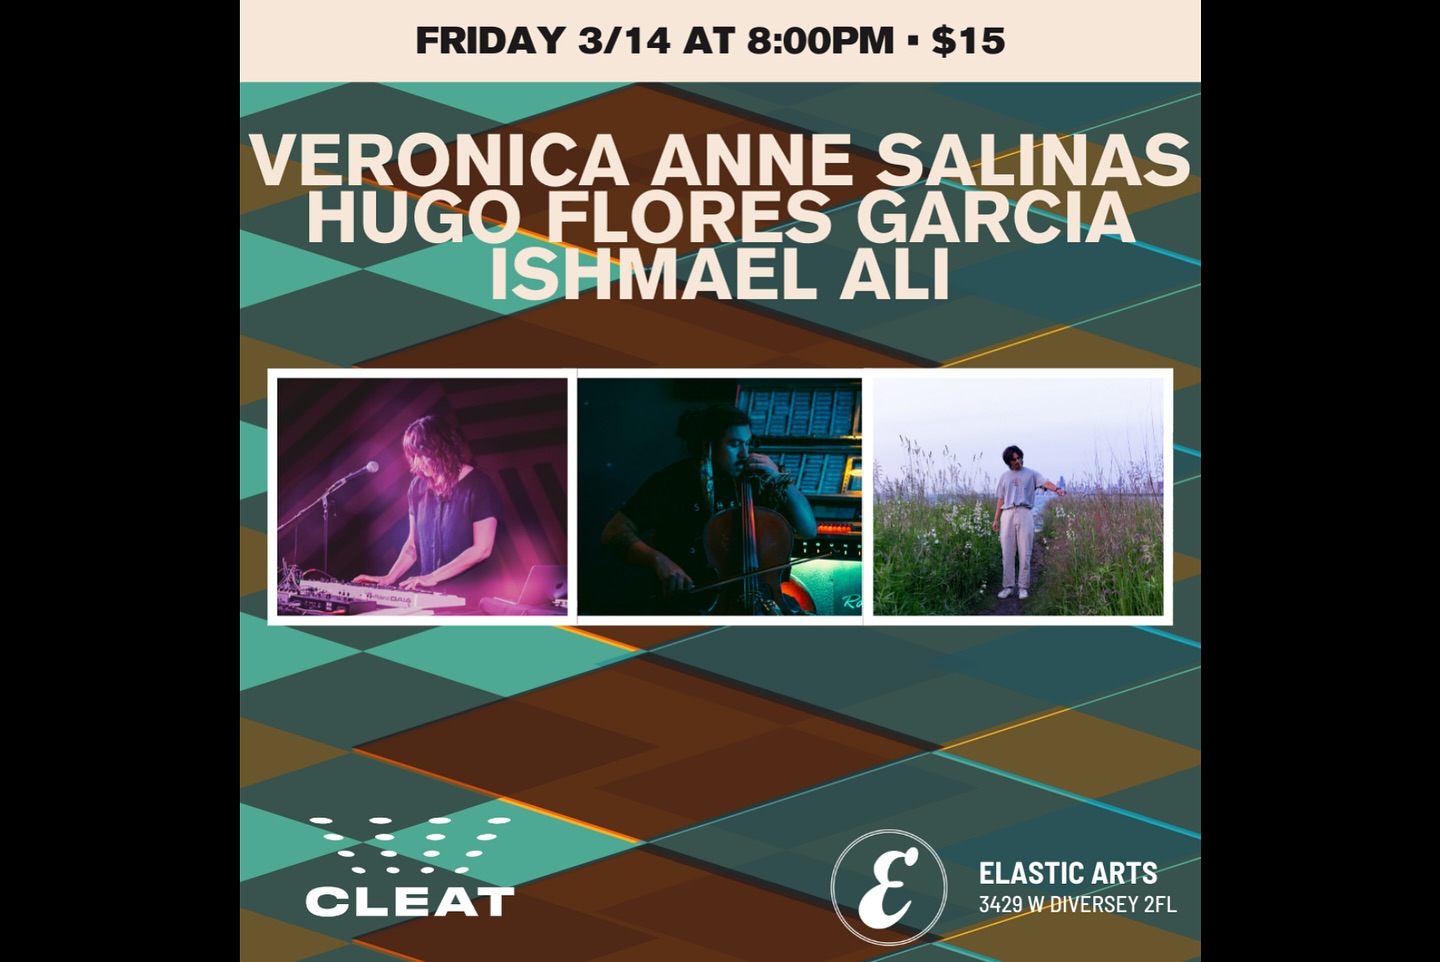 FRIDAY 3/14 AT 8:00PM ▪ $15
VERONICA ANNE SALINAS
HUGO FLORES GARCIA
ISHMAEL ALI
CLEAT
E
ELASTIC ARTS
3429 W DIVERSEY 2FL